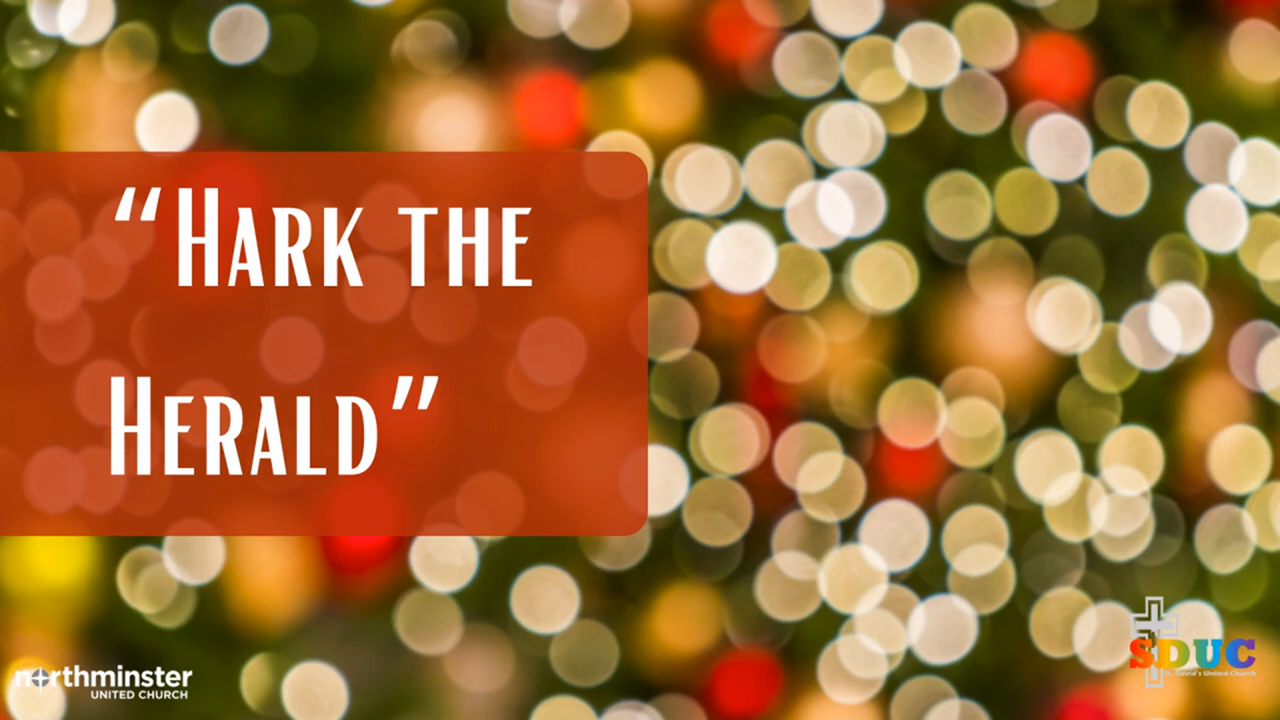 “Hark the
Herald”
northminster
UNITED CHURCH
SDUC
St. David's United Church